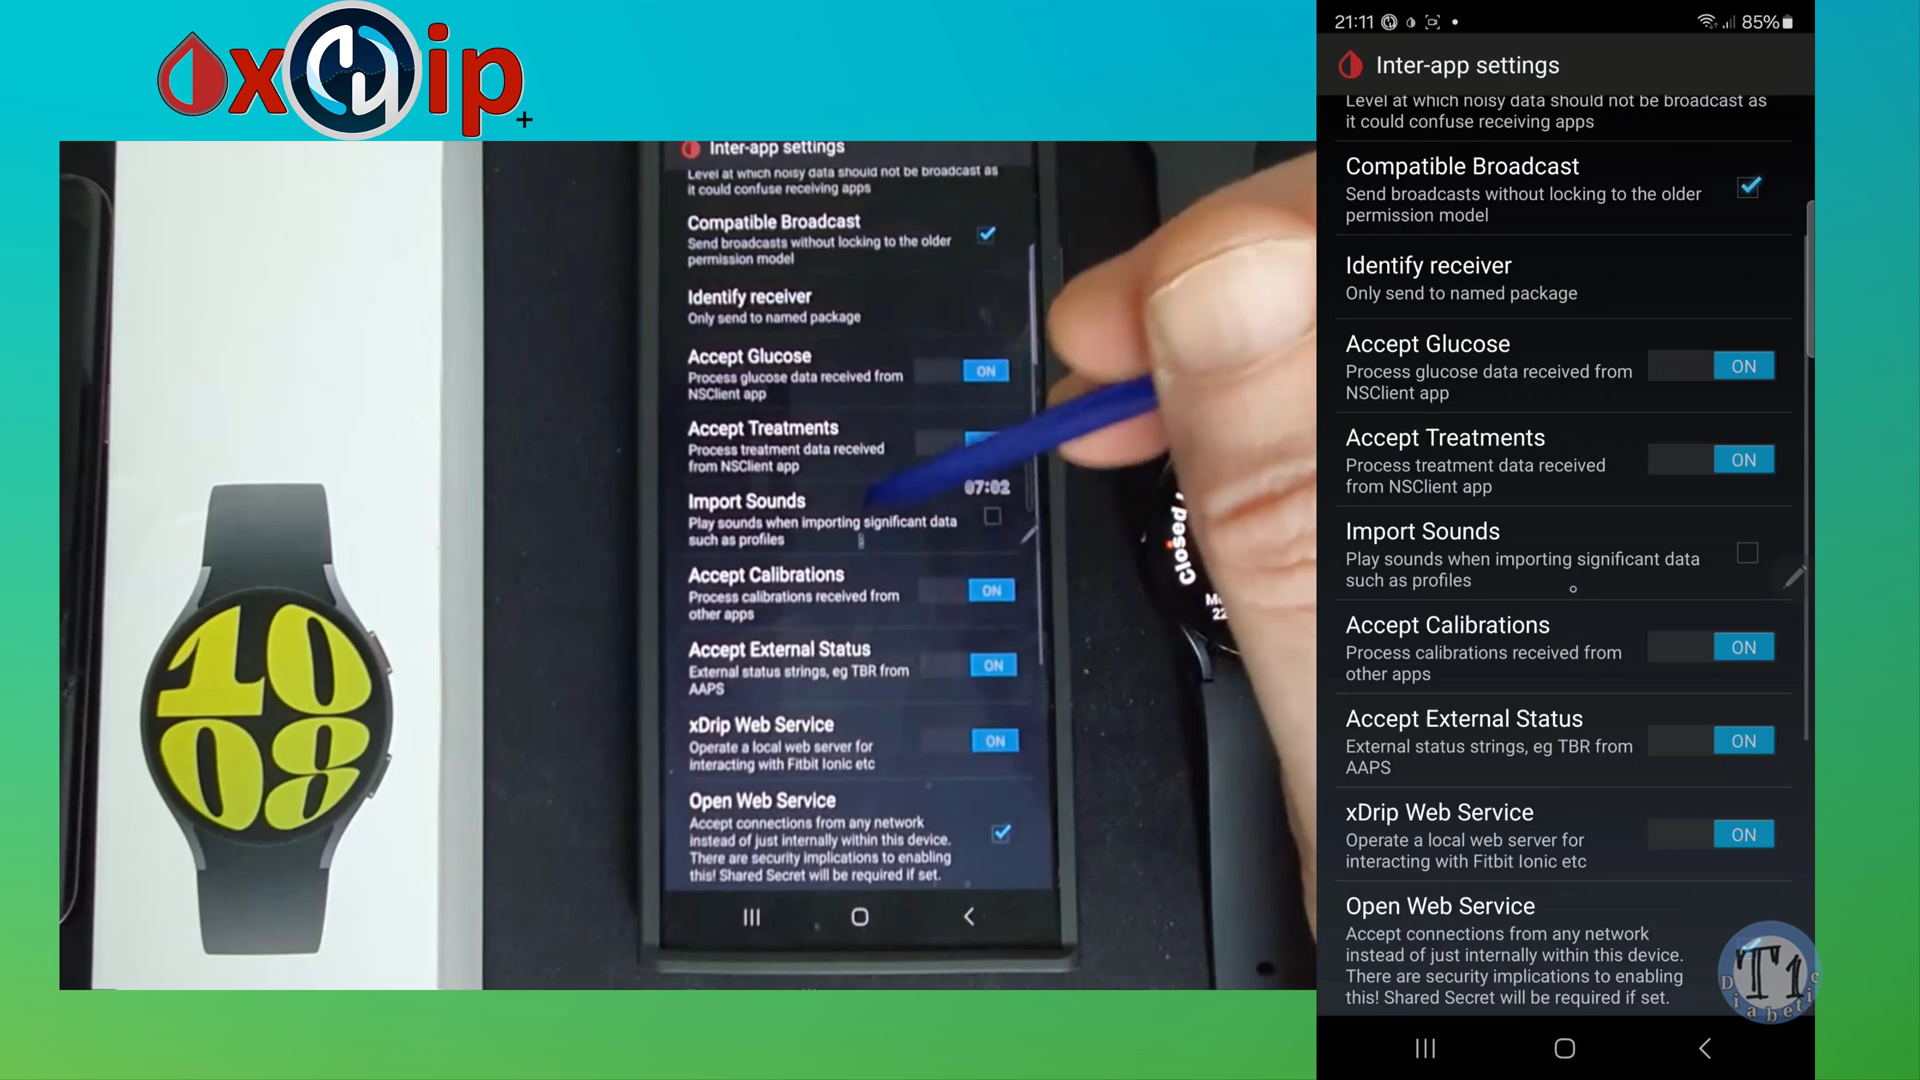 xip+
Inter-app settings
Level at which noisy data should not be broadcast as
it could confuse receiving apps
Compatible Broadcast
Send broadcasts without locking to the older
permission model
Identify receiver
Only send to named package
Accept Glucose
Process glucose data received from
NSClient app
ON
Accept Treatments
Process treatment data received
from NSClient app
07:02
Import Sounds
Play sounds when importing significant data
such as profiles
Accept Calibrations
Process calibrations received from
other apps
ON
Accept External Status
External status strings, eg TBR from
AAPS
ON
xDrip Web Service
Operate a local web server for
interacting with Fitbit Ionic etc
ON
Open Web Service
Accept connections from any network
instead of just internally within this device.
There are security implications to enabling
this! Shared Secret will be required if set.
10
08
Closed
22
21:11
85%
Inter-app settings
Level at which noisy data should not be broadcast as
it could confuse receiving apps
Compatible Broadcast
Send broadcasts without locking to the older
permission model
Identify receiver
Only send to named package
Accept Glucose
Process glucose data received from
NSClient app
ON
Accept Treatments
Process treatment data received
from NSClient app
ON
Import Sounds
Play sounds when importing significant data
such as profiles
Accept Calibrations
Process calibrations received from
other apps
ON
Accept External Status
External status strings, eg TBR from
AAPS
ON
xDrip Web Service
Operate a local web server for
interacting with Fitbit Ionic etc
ON
Open Web Service
Accept connections from any network
instead of just internally within this device.
There are security implications to enabling
this! Shared Secret will be required if set.
T1
Diabetic